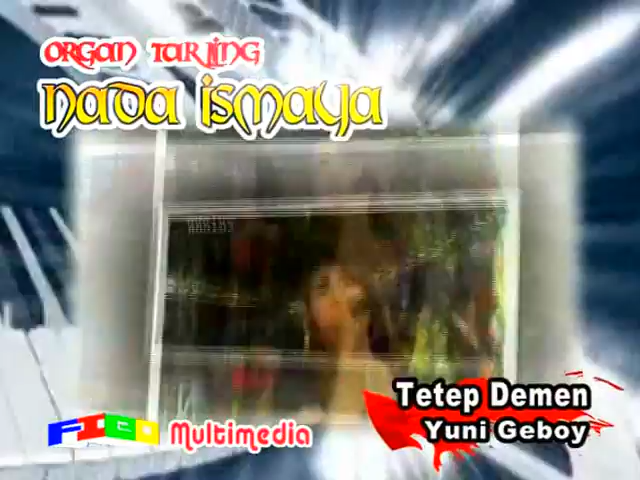 ORGAN TARLING
NADA ISMAYA
Tetep Demen
Yuni Geboy
FICO Multimedia